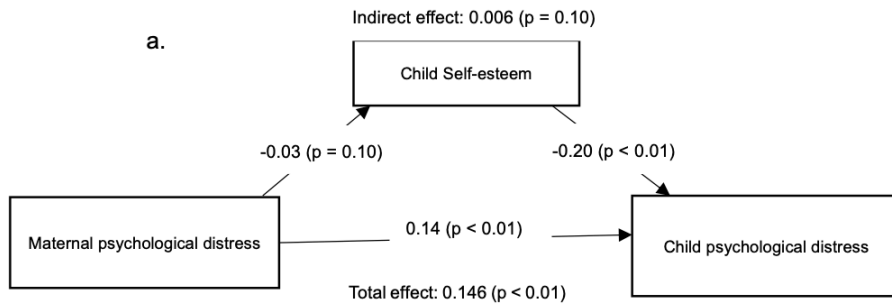 Indirect effect: 0.006 (p = 0.10)
a.
Child Self-esteem
-0.03 (p = 0.10)
-0.20 (p < 0.01)
Maternal psychological distress
0.14 (p < 0.01)
Child psychological distress
Total effect: 0.146 (p < 0.01)